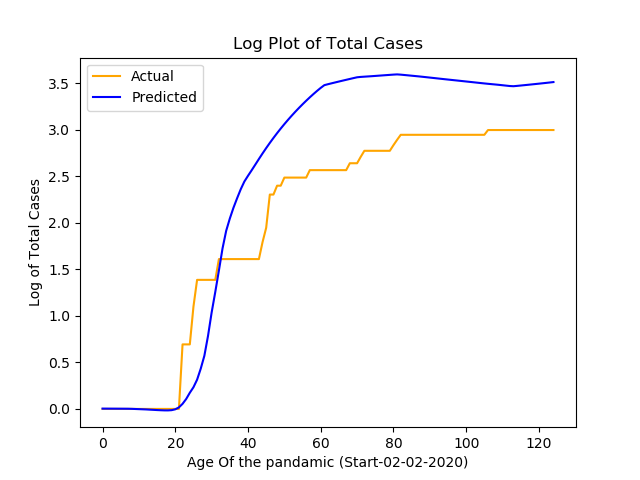 Log Plot of Total Cases
Actual
Predicted
3.5
3.0
2.5
2.0
1.5
1.0
0.5
0.0
Log of Total Cases
0 20 40 60 80 100 120
Age Of the pandamic (Start-02-02-2020)